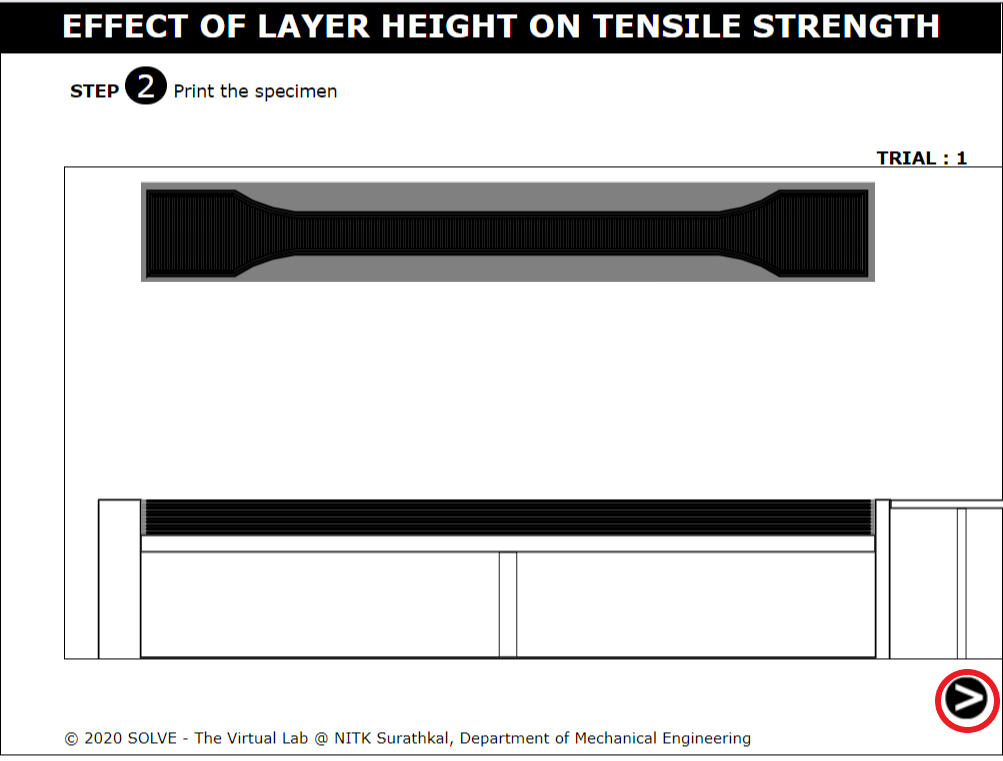 EFFECT OF LAYER HEIGHT ON TENSILE STRENGTH
STEP 2 Print the specimen
TRIAL : 1
>
© 2020 SOLVE - The Virtual Lab @ NITK Surathkal, Department of Mechanical Engineering